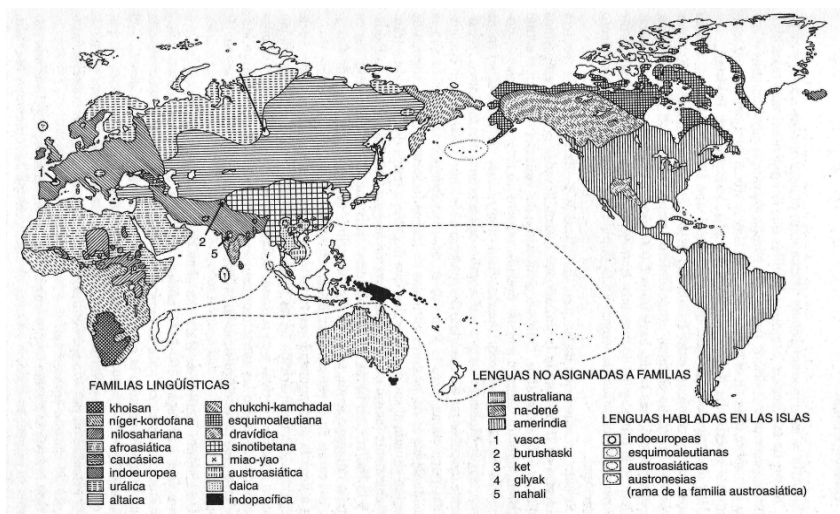 3
4
1
2
5
FAMILIAS LINGÜÍSTICAS
khoisan
níger-kordofana
nilosahariana
afroasiática
caucásica
indoeuropea
urálica
altaica
chukchi-kamchadal
esquimoaleutiana
dravídica
sinotibetana
miao-yao
austroasiática
daica
indopacífica
LENGUAS NO ASIGNADAS A FAMILIAS
australiana
na-dené
amerindia
1 vasca
2 burushaski
3 ket
4 gilyak
5 nahali
LENGUAS HABLADAS EN LAS ISLAS
indoeuropeas
esquimoaleutianas
austroasiáticas
austronesias
(rama de la familia austroasiática)